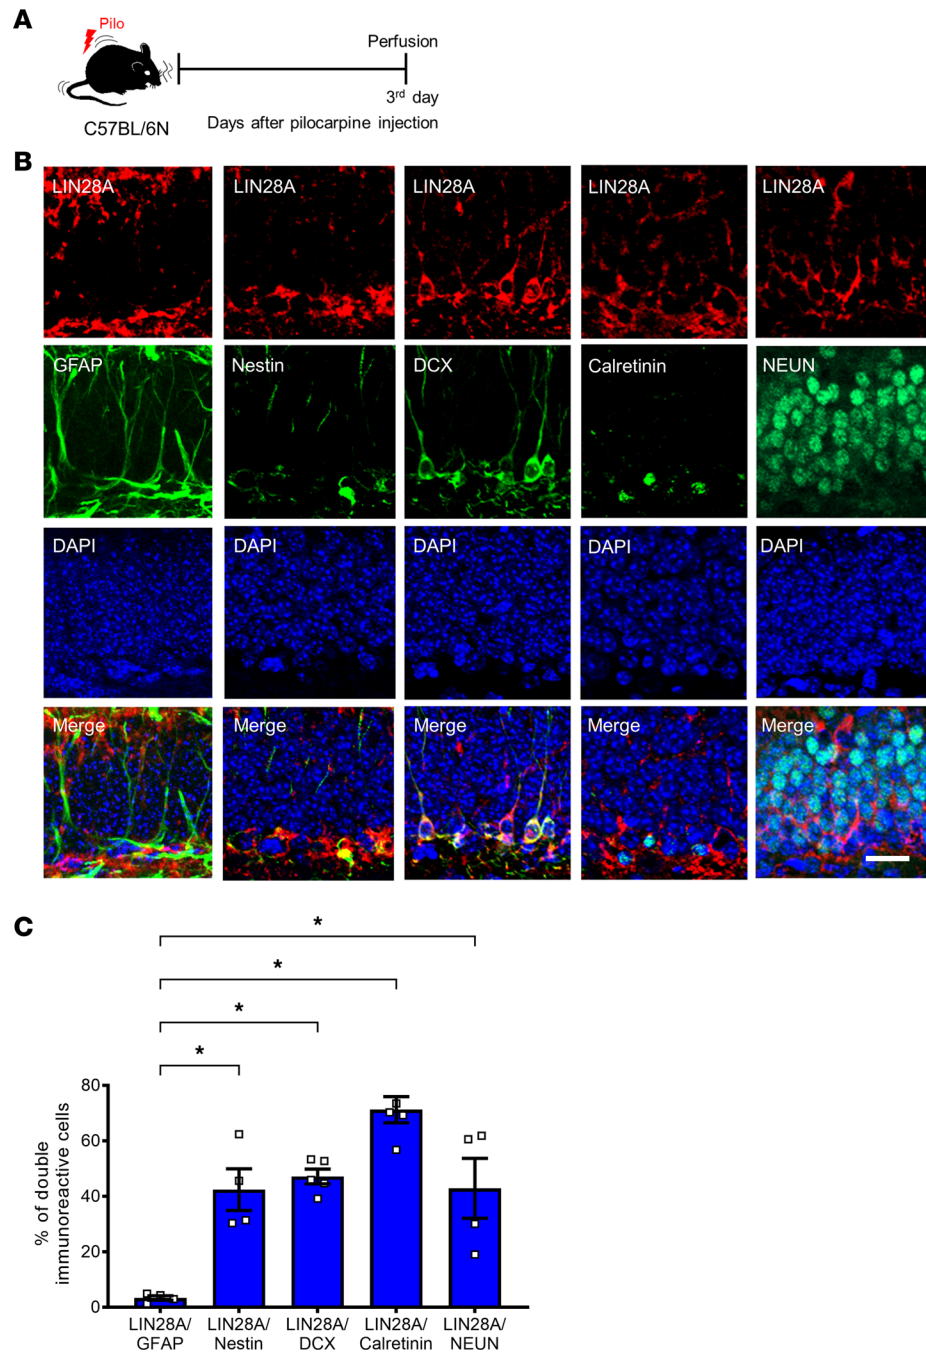 A
Pilo
Perfusion
3rd day
C57BL/6N
Days after pilocarpine injection
B
LIN28A LIN28A LIN28A LIN28A LIN28A
GFAP Nestin DCX Calretinin NEUN
DAPI DAPI DAPI DAPI DAPI
Merge Merge Merge Merge Merge
C
*
*
*
*
% of double
immunoreactive cells
80
60
40
20
0
LIN28A/ LIN28A/ LIN28A/ LIN28A/ LIN28A/
GFAP Nestin DCX Calretinin NEUN